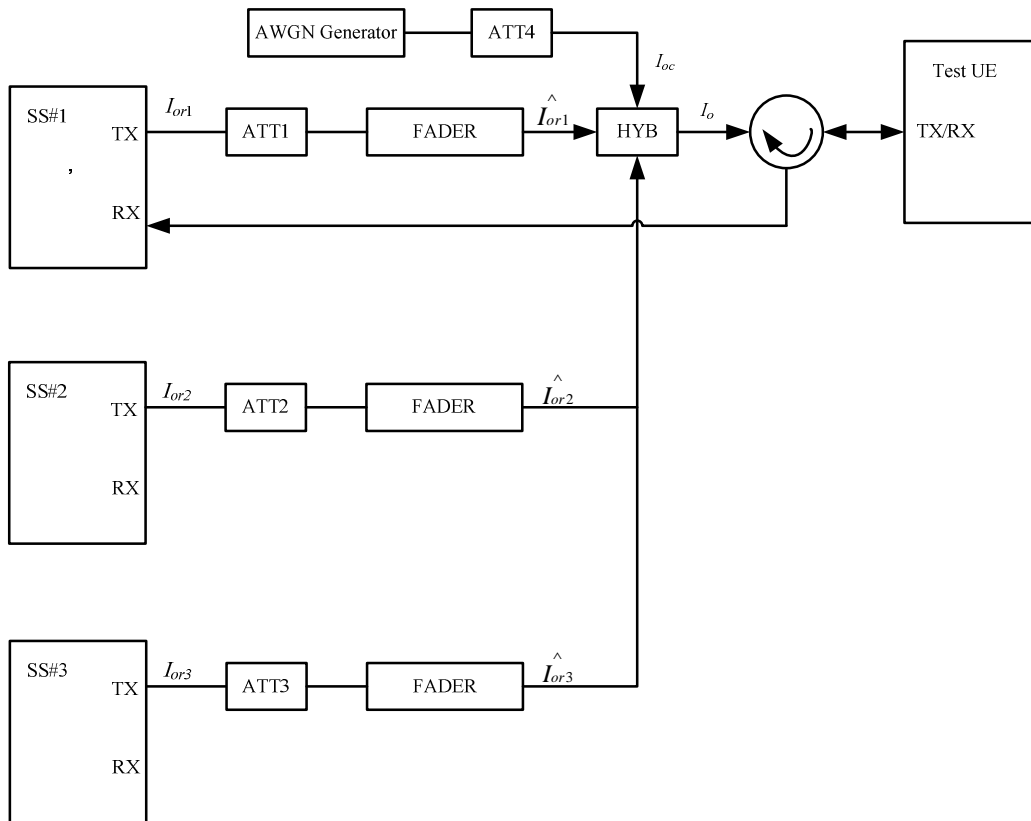 AWGN Generator
ATT4
I_oc
SS#1
TX
I_or1
ATT1
FADER
Î_or1
HYB
I_o
Test UE
TX/RX
,
RX
SS#2
TX
I_or2
ATT2
FADER
Î_or2
RX
SS#3
TX
I_or3
ATT3
FADER
Î_or3
RX